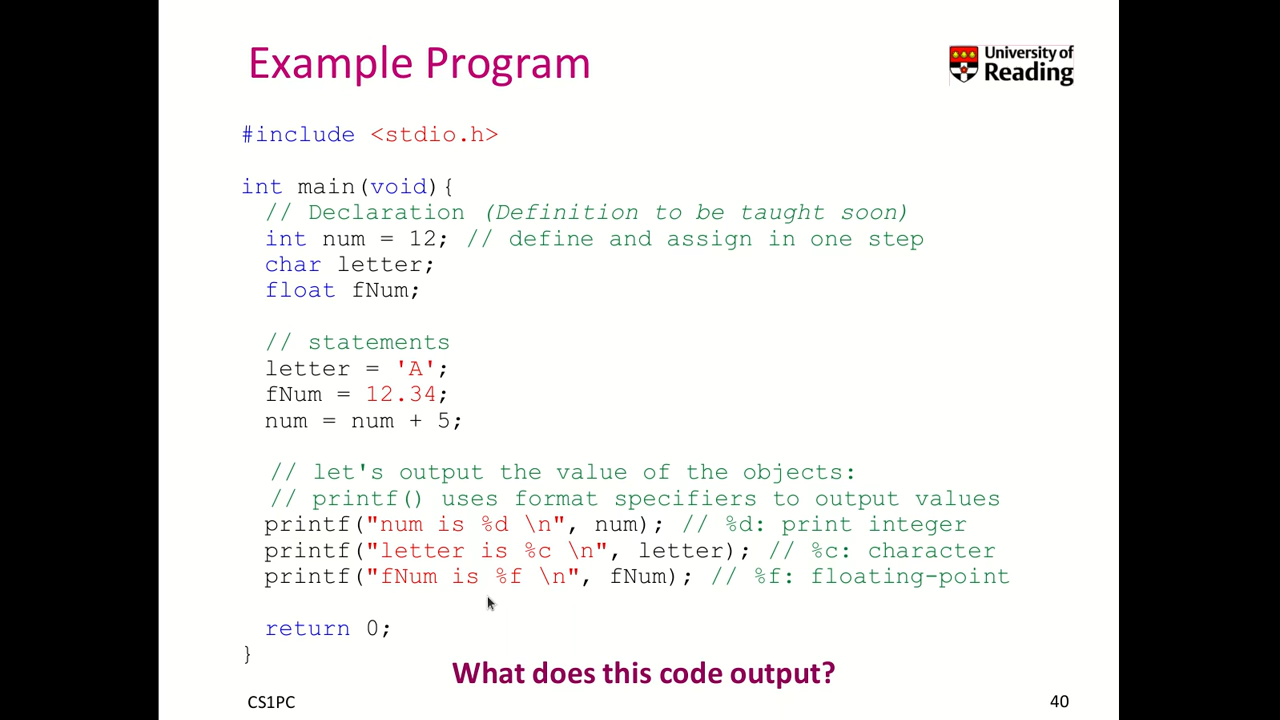 Example Program
University of
Reading
#include <stdio.h>
int main(void){
// Declaration (Definition to be taught soon)
int num = 12; // define and assign in one step
char letter;
float fNum;
// statements
letter = 'A';
fNum = 12.34;
num = num + 5;
// let's output the value of the objects:
// printf() uses format specifiers to output values
printf("num is %d \n", num); // %d: print integer
printf("letter is %c \n", letter); // %c: character
printf("fNum is %f \n", fNum); // %f: floating-point
return 0;
}
What does this code output?
CS1PC
40